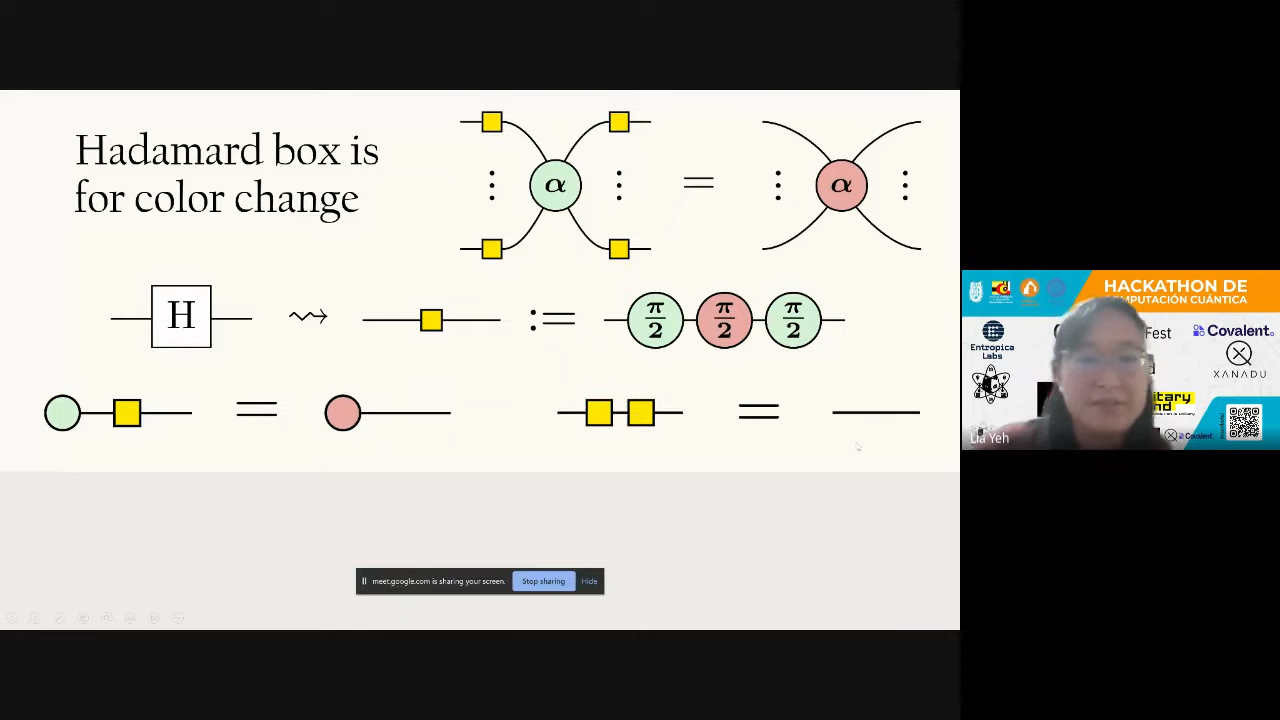 Hadamard box is
for color change
α
=
α
H
:=
π/2
π/2
π/2
=
=
meet.google.com is sharing your screen.
Stop sharing
Hide
HACKATHON DE
COMPUTACIÓN CUÁNTICA
Entropica
Labs
Fest
Covalent.
XANADU
Covalent.
Lia Yeh